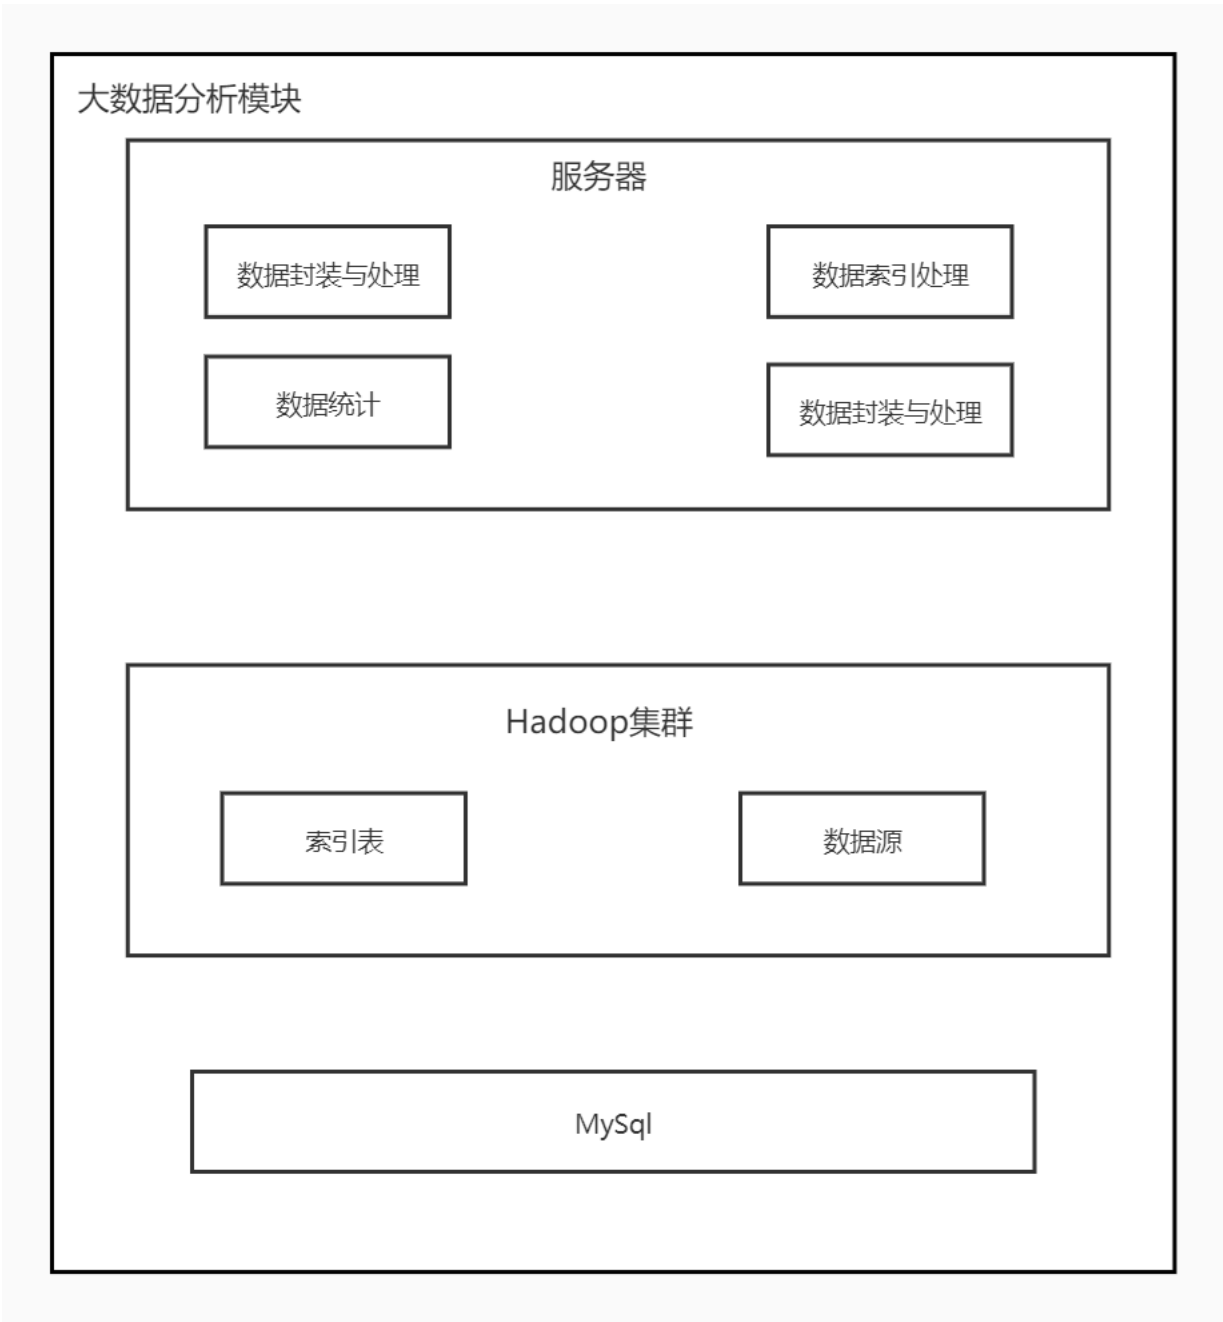 大数据分析模块
服务器
数据封装与处理
数据索引处理
数据统计
数据封装与处理
Hadoop集群
索引表
数据源
MySql